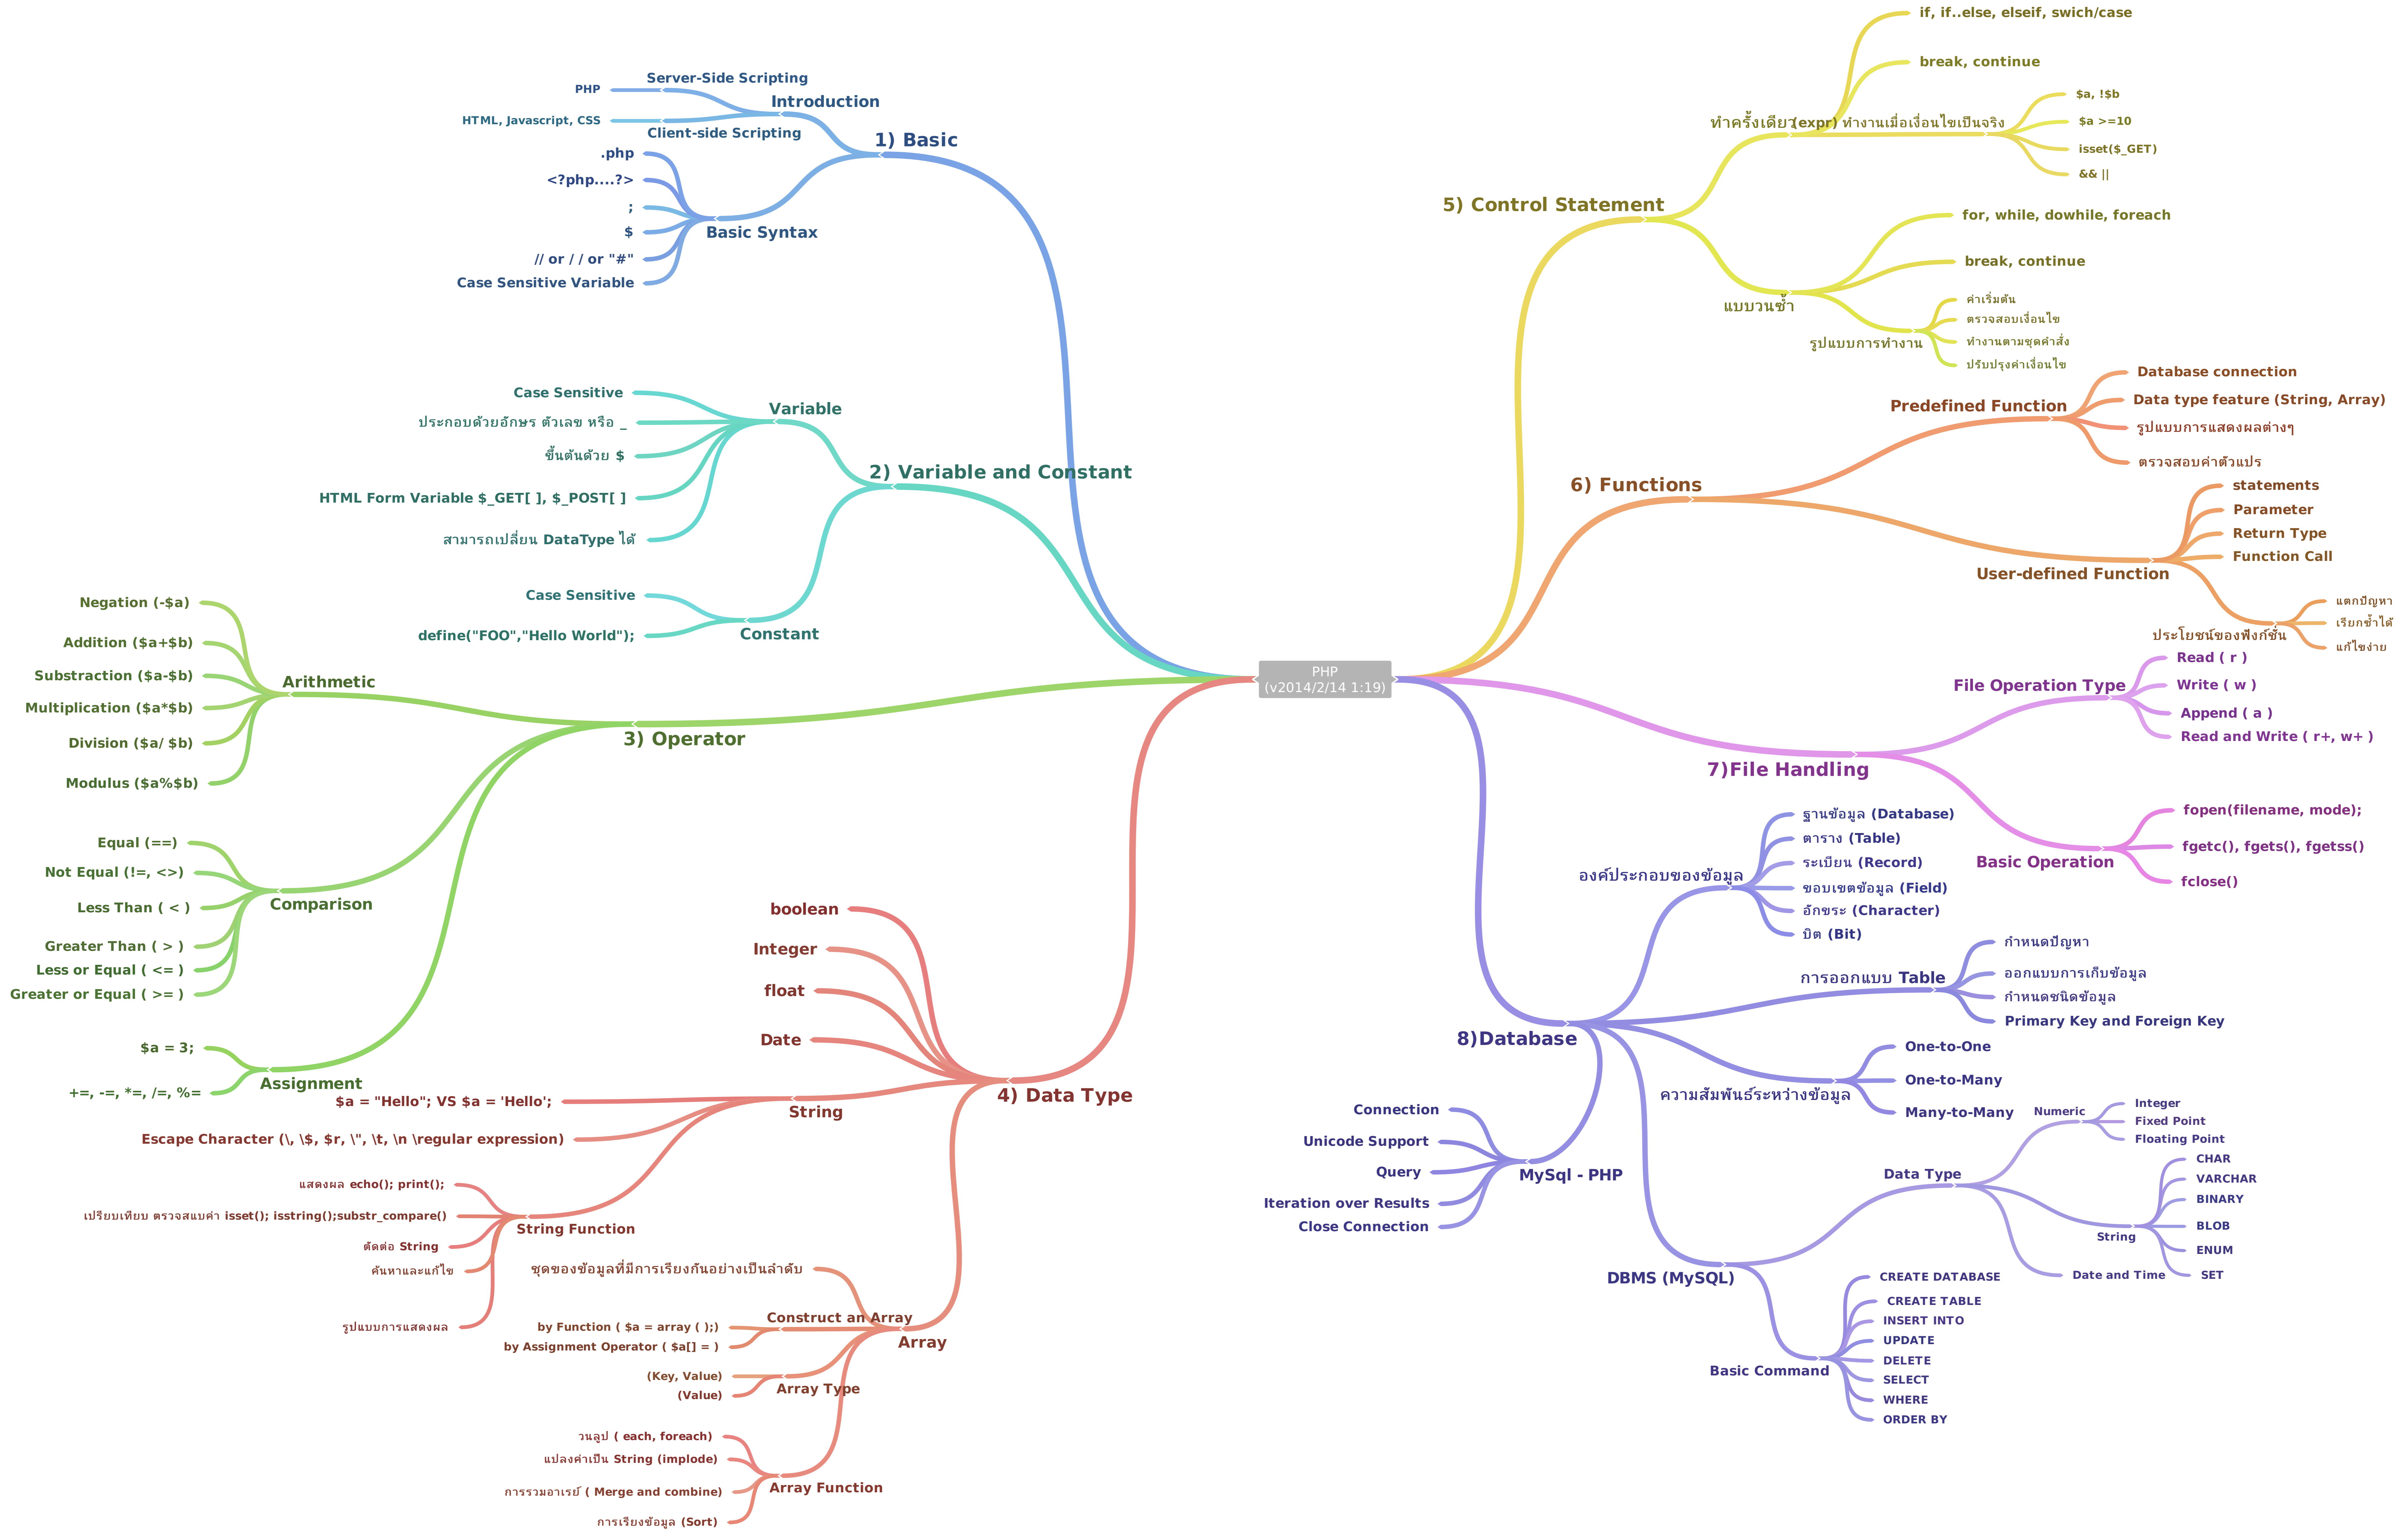 PHP
(v2014/2/14 1:19)
1) Basic
Introduction
Server-Side Scripting
PHP
Client-side Scripting
HTML, Javascript, CSS
Basic Syntax
.php
<?php....?>
;
$
// or / / or "#"
Case Sensitive Variable
2) Variable and Constant
Variable
Case Sensitive
ประกอบด้วยอักษร ตัวเลข หรือ _
ขึ้นต้นด้วย $
HTML Form Variable $_GET[ ], $_POST[ ]
สามารถเปลี่ยน DataType ได้
Constant
Case Sensitive
define("FOO","Hello World");
3) Operator
Arithmetic
Negation (-$a)
Addition ($a+$b)
Substraction ($a-$b)
Multiplication ($a*$b)
Division ($a/ $b)
Modulus ($a%$b)
Comparison
Equal (==)
Not Equal (!=, <>)
Less Than ( < )
Greater Than ( > )
Less or Equal ( <= )
Greater or Equal ( >= )
Assignment
$a = 3;
+=, -=, *=, /=, %=
4) Data Type
boolean
Integer
float
Date
String
$a = "Hello"; VS $a = 'Hello';
Escape Character (\, \$, $r, \", \t, \n \regular expression)
String Function
แสดงผล echo(); print();
เปรียบเทียบ ตรวจสแบค่า isset(); isstring();substr_compare()
ตัดต่อ String
ค้นหาและแก้ไข
รูปแบบการแสดงผล
Array
ชุดของข้อมูลที่มีการเรียงกันอย่างเป็นลำดับ
Construct an Array
by Function ( $a = array ( );)
by Assignment Operator ( $a[] = )
Array Type
(Key, Value)
(Value)
Array Function
วนลูป ( each, foreach)
แปลงค่าเป็น String (implode)
การรวมอาเรย์ ( Merge and combine)
การเรียงข้อมูล (Sort)
5) Control Statement
ทำครั้งเดียว
if, if..else, elseif, swich/case
break, continue
(expr) ทำงานเมื่อเงื่อนไขเป็นจริง
$a, !$b
$a >=10
isset($_GET)
&& ||
แบบวนซ้ำ
for, while, dowhile, foreach
break, continue
รูปแบบการทำงาน
ค่าเริ่มต้น
ตรวจสอบเงื่อนไข
ทำงานตามชุดคำสั่ง
ปรับปรุงค่าเงื่อนไข
6) Functions
Predefined Function
Database connection
Data type feature (String, Array)
รูปแบบการแสดงผลต่างๆ
ตรวจสอบค่าตัวแปร
User-defined Function
statements
Parameter
Return Type
Function Call
ประโยชน์ของฟังก์ชั่น
แตกปัญหา
เรียกซ้ำได้
แก้ไขง่าย
7)File Handling
File Operation Type
Read ( r )
Write ( w )
Append ( a )
Read and Write ( r+, w+ )
Basic Operation
fopen(filename, mode);
fgetc(), fgets(), fgetss()
fclose()
8)Database
องค์ประกอบของข้อมูล
ฐานข้อมูล (Database)
ตาราง (Table)
ระเบียน (Record)
ขอบเขตข้อมูล (Field)
อักขระ (Character)
บิต (Bit)
การออกแบบ Table
กำหนดปัญหา
ออกแบบการเก็บข้อมูล
กำหนดชนิดข้อมูล
Primary Key and Foreign Key
ความสัมพันธ์ระหว่างข้อมูล
One-to-One
One-to-Many
Many-to-Many
DBMS (MySQL)
Data Type
Numeric
Integer
Fixed Point
Floating Point
String
CHAR
VARCHAR
BINARY
BLOB
ENUM
SET
Date and Time
Basic Command
CREATE DATABASE
CREATE TABLE
INSERT INTO
UPDATE
DELETE
SELECT
WHERE
ORDER BY
MySql - PHP
Connection
Unicode Support
Query
Iteration over Results
Close Connection